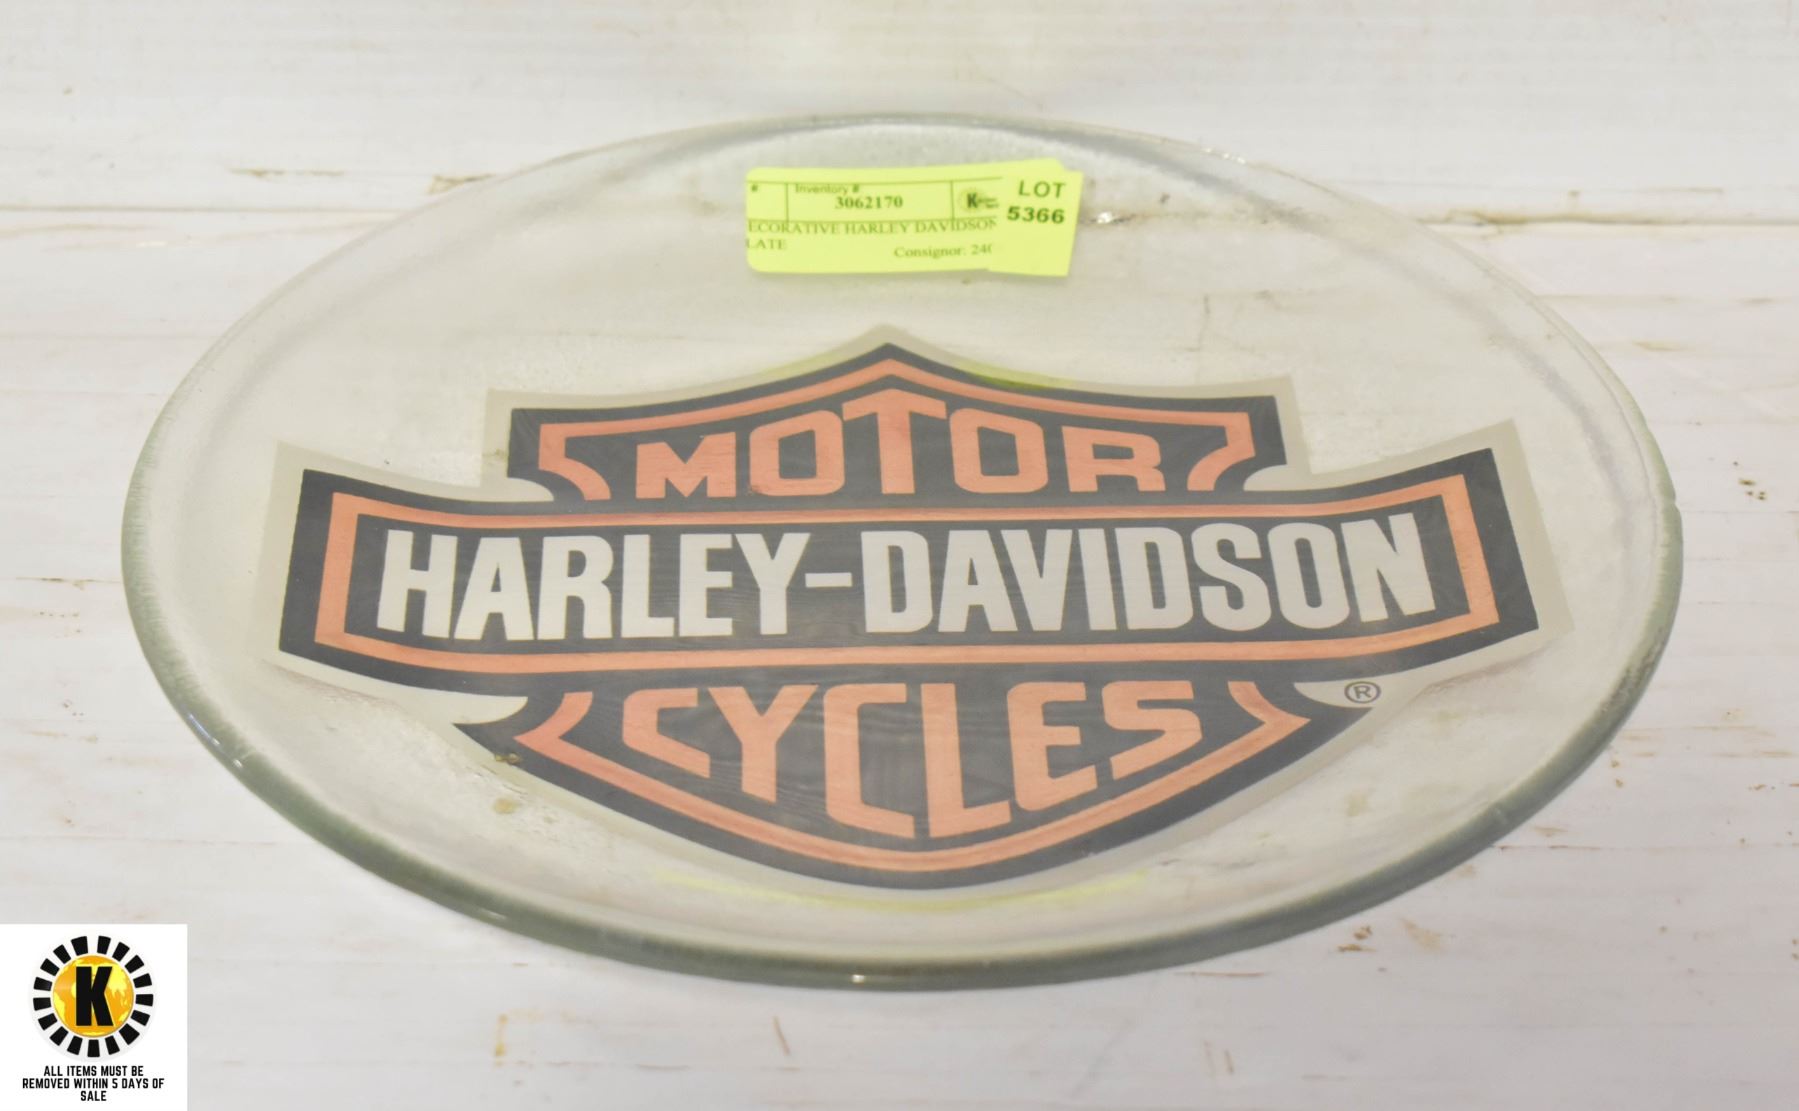 # Inventory # LOT
3062170 5366
ECORATIVE HARLEY DAVIDSON
LATE
Consignor: 240
MOTOR
HARLEY-DAVIDSON
CYCLES
®
K
ALL ITEMS MUST BE
REMOVED WITHIN 5 DAYS OF
SALE